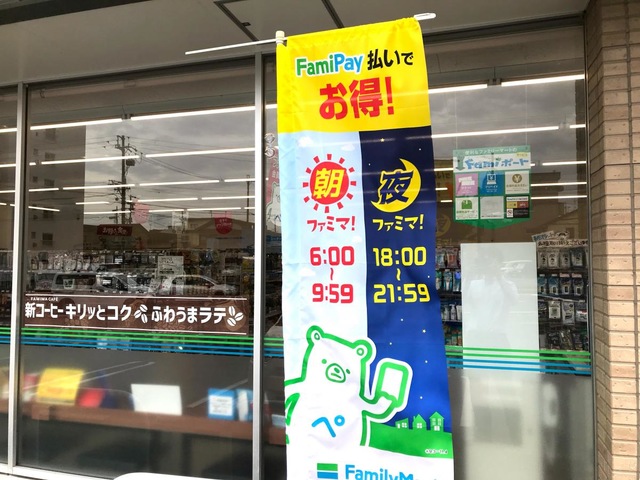 FamiPay 払いで
お得!
朝
ファミマ!
6:00
~
9:59
夜
ファミマ!
18:00
~
21:59
ペ
FamilyM
Famiポート
FAMIMA CAFÉ
新コーヒーキリッとコク ふわうまラテ